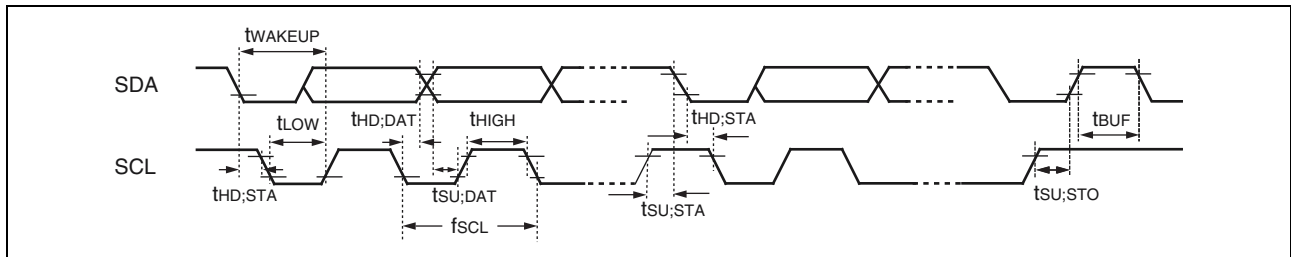 tWAKEUP
SDA
tLOW
tHD;DAT
tHIGH
tHD;STA
tBUF
SCL
tHD;STA
tSU;DAT
tSU;STA
tSU;STO
fSCL